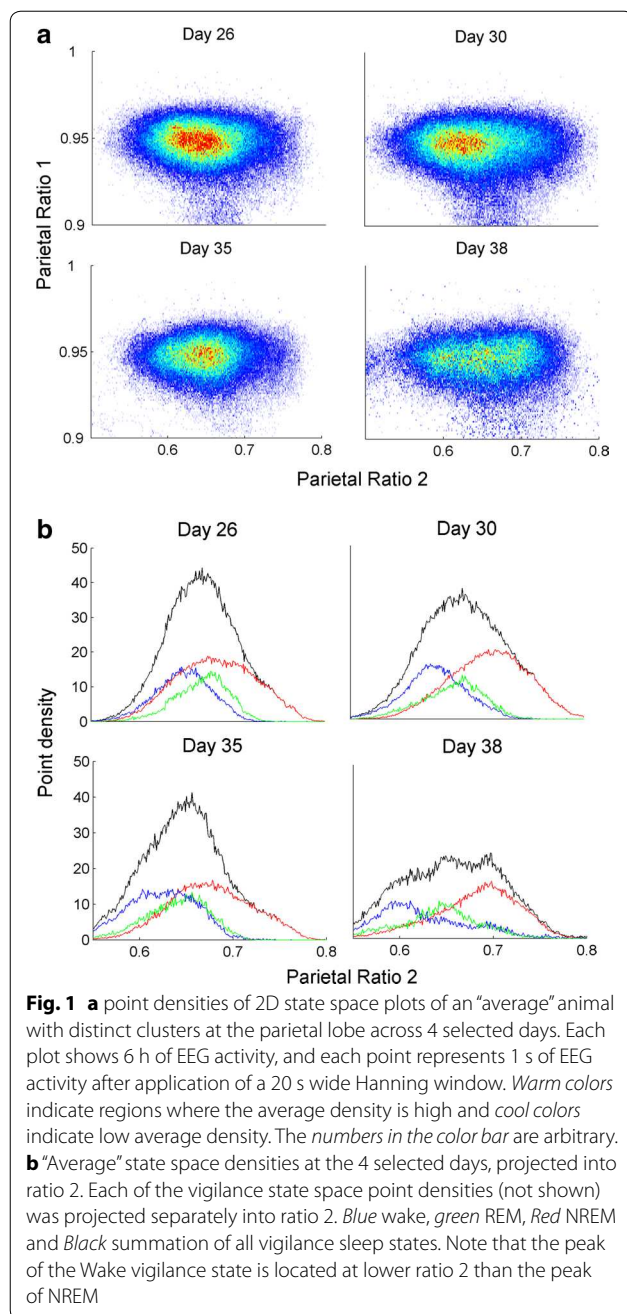 a
Day 26
Day 30
1
0.95
0.9
Parietal Ratio 1
Day 35
Day 38
1
0.95
0.9
0.6 0.7 0.8
0.6 0.7 0.8
Parietal Ratio 2
b
Day 26
Day 30
50
40
30
20
10
0
Point density
Day 35
Day 38
50
40
30
20
10
0
0.6 0.7 0.8
0.6 0.7 0.8
Parietal Ratio 2
Fig. 1 a point densities of 2D state space plots of an “average” animal
with distinct clusters at the parietal lobe across 4 selected days. Each
plot shows 6 h of EEG activity, and each point represents 1 s of EEG
activity after application of a 20 s wide Hanning window. Warm colors
indicate regions where the average density is high and cool colors
indicate low average density. The numbers in the color bar are arbitrary.
b “Average” state space densities at the 4 selected days, projected into
ratio 2. Each of the vigilance state space point densities (not shown)
was projected separately into ratio 2. Blue wake, green REM, Red NREM
and Black summation of all vigilance sleep states. Note that the peak
of the Wake vigilance state is located at lower ratio 2 than the peak
of NREM